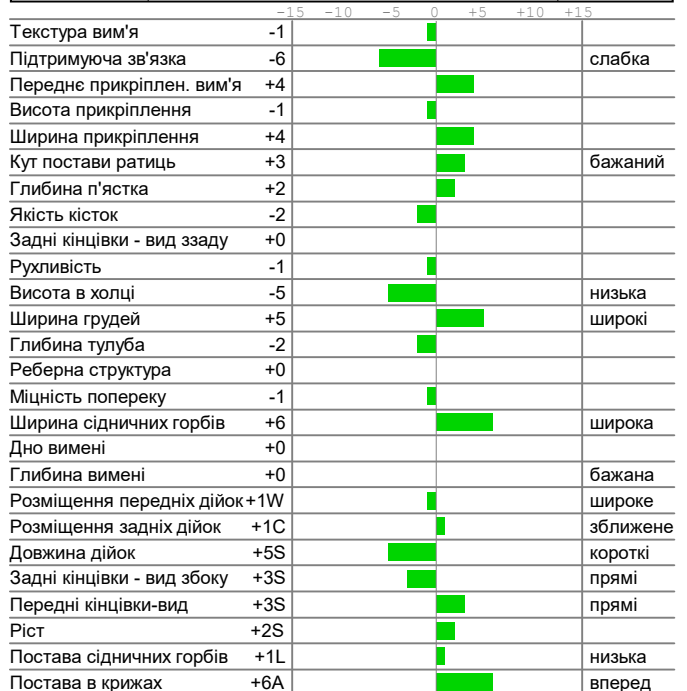 -15 -10 -5 0 +5 +10 +15
Текстура вим'я -1
Підтримуюча зв'язка -6 слабка
Переднє прикріплен. вим'я +4
Висота прикріплення -1
Ширина прикріплення +4
Кут постави ратиць +3 бажаний
Глибина п'ястка +2
Якість кісток -2
Задні кінцівки - вид ззаду +0
Рухливість -1
Висота в холці -5 низька
Ширина грудей +5 широкі
Глибина тулуба -2
Реберна структура +0
Міцність попереку -1
Ширина сідничних горбів +6 широка
Дно вимені +0
Глибина вимені +0 бажана
Розміщення передніх дійок +1W широке
Розміщення задніх дійок +1C зближене
Довжина дійок +5S короткі
Задні кінцівки - вид збоку +3S прямі
Передні кінцівки-вид +3S прямі
Ріст +2S
Постава сідничних горбів +1L низька
Постава в крижах +6A вперед